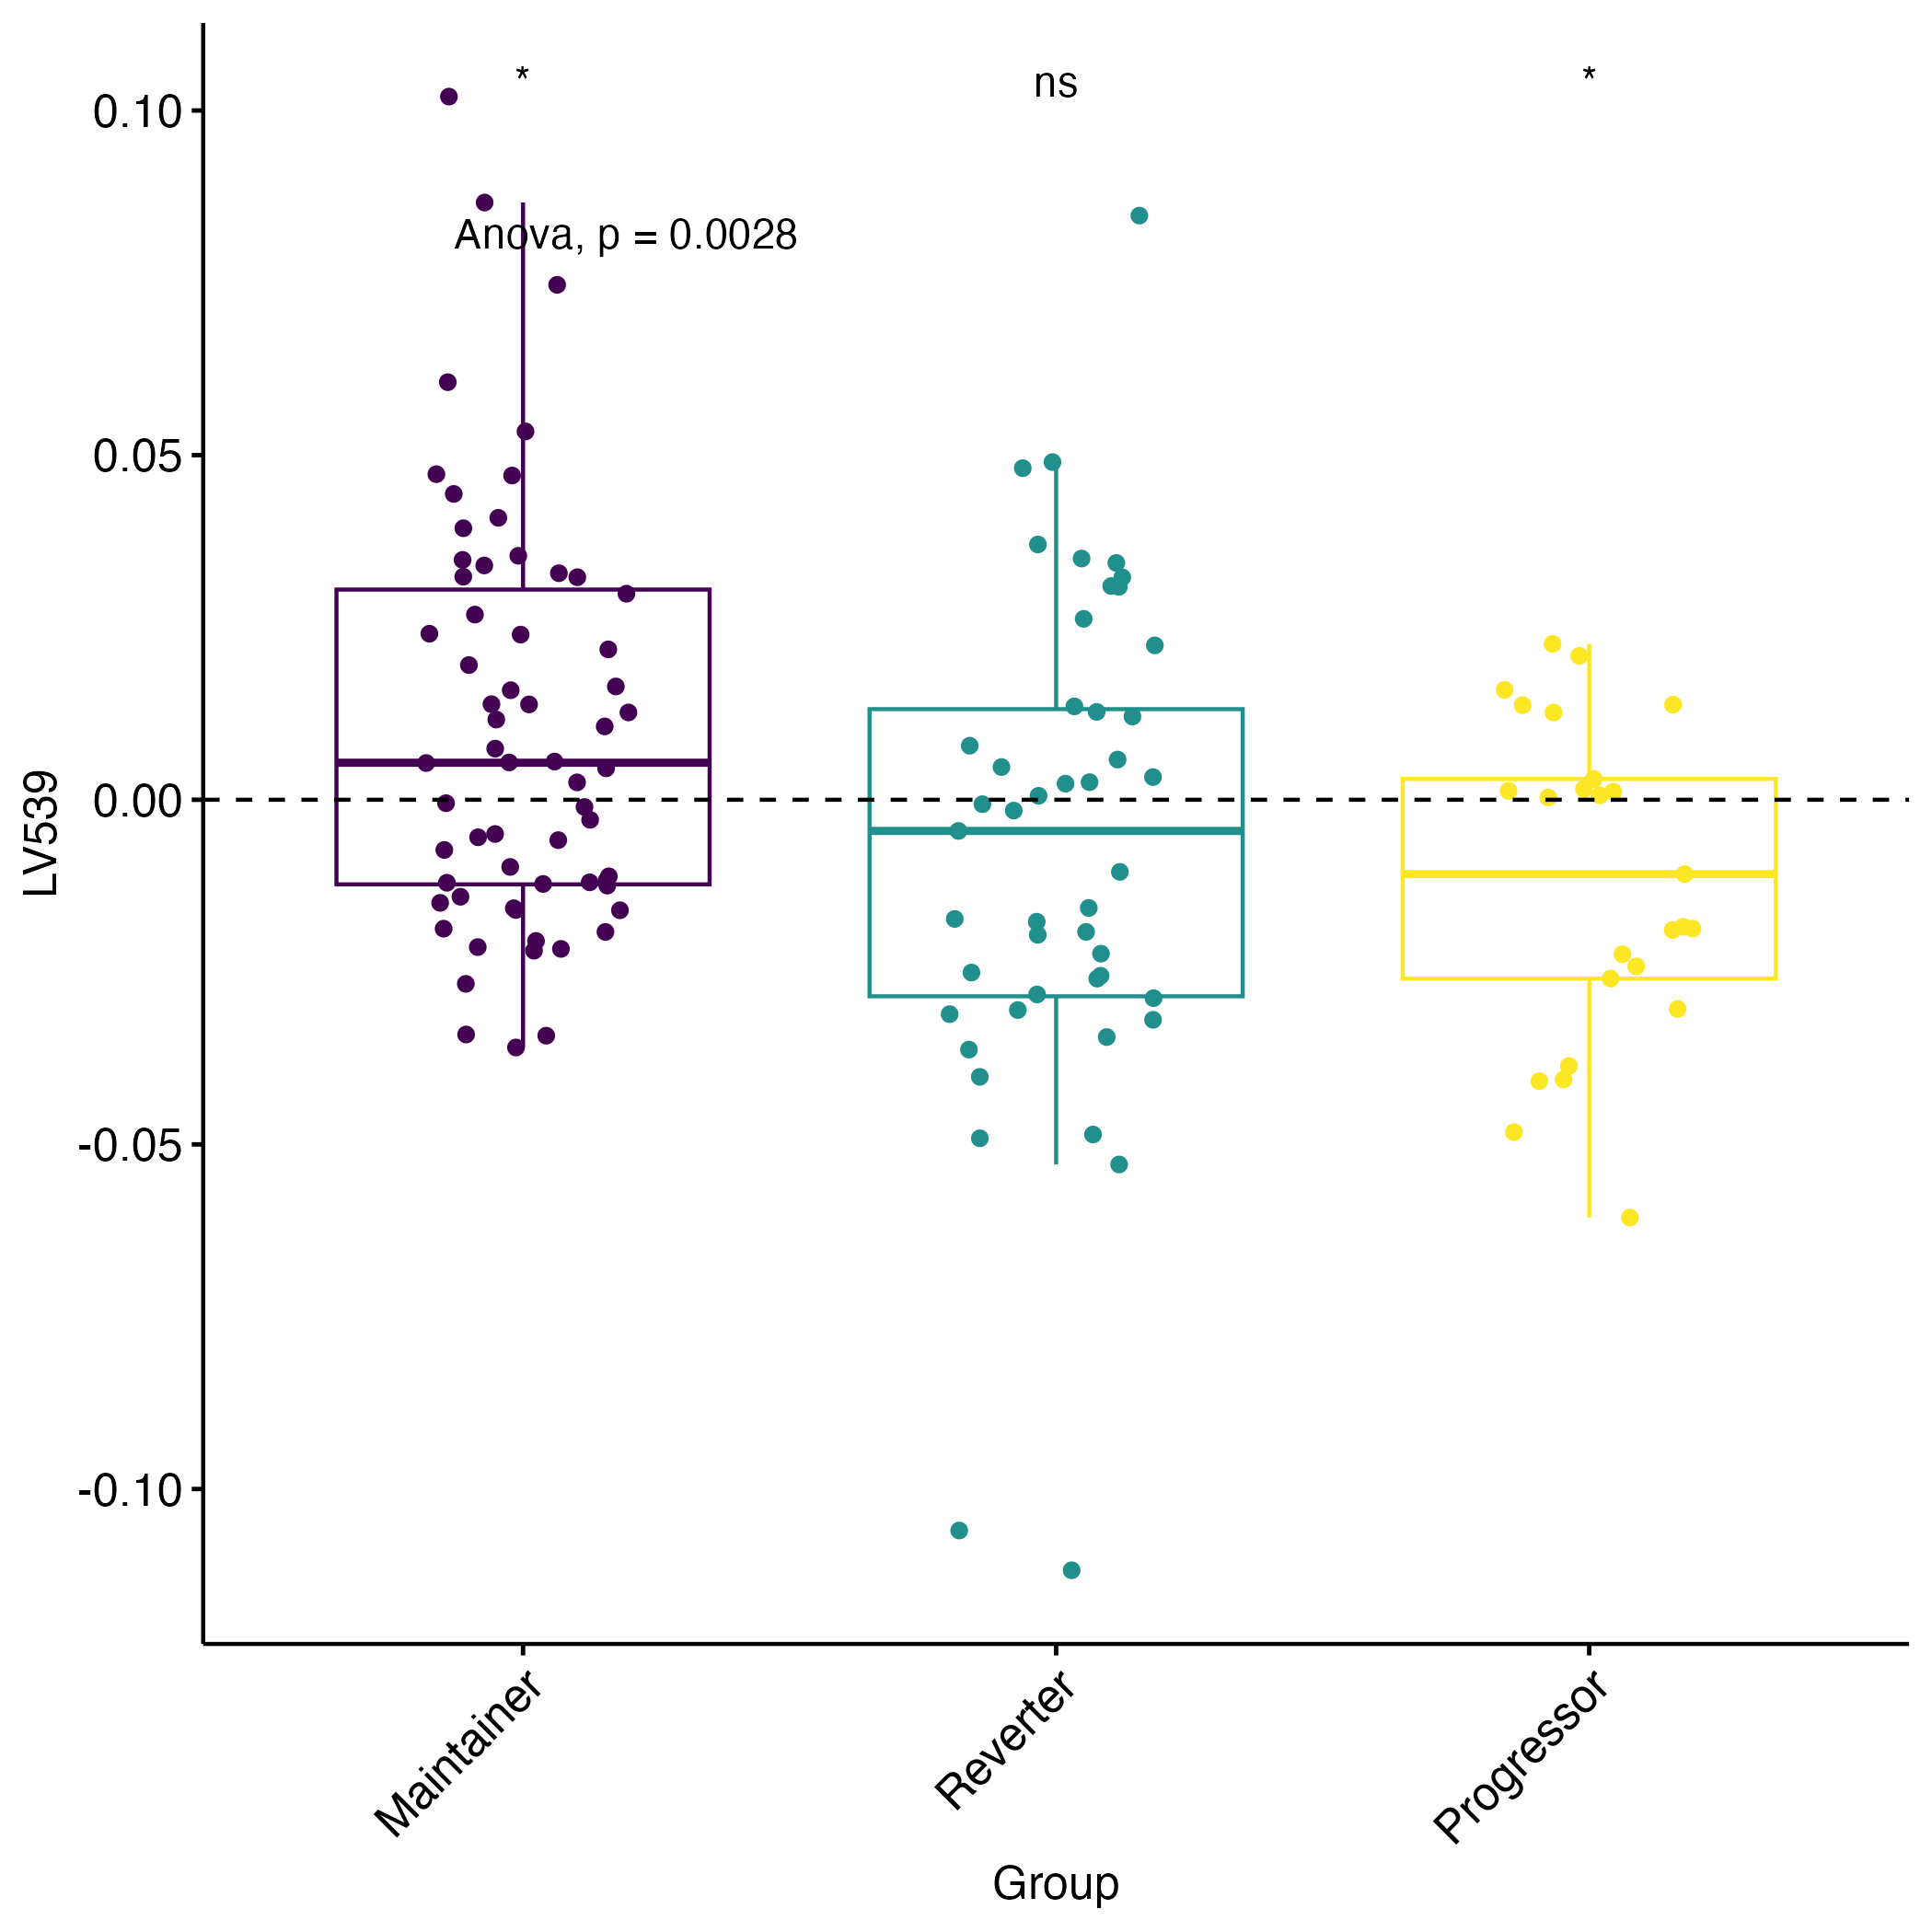 * ns *
Anova, p = 0.0028
0.10
0.05
0.00
-0.05
-0.10
LV539
Maintainer
Reverter
Progressor
Group